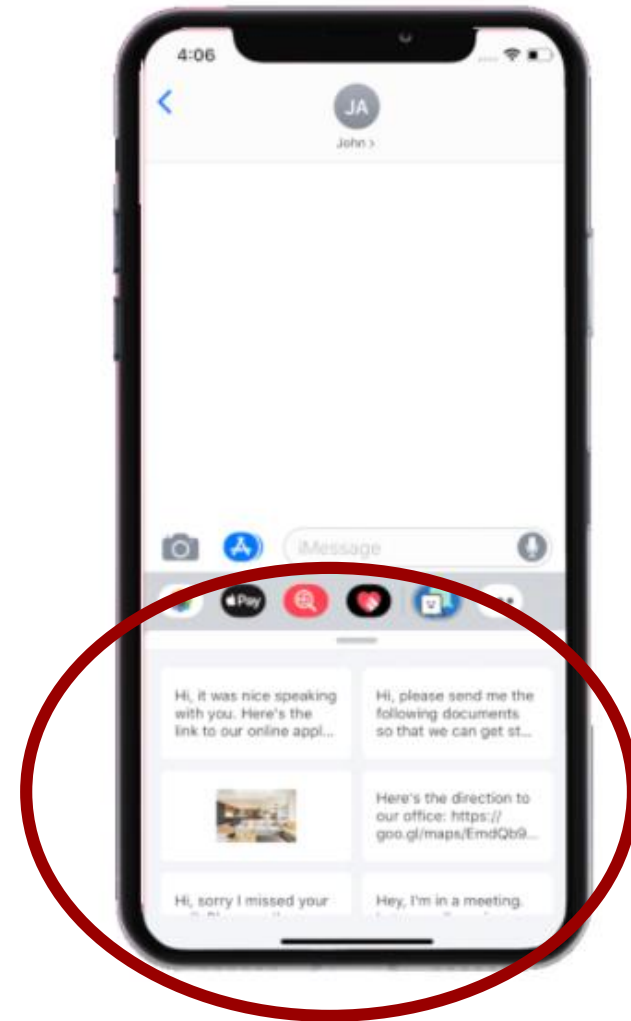 4:06
JA
John >
iMessage
Pay
Hi, it was nice speaking
with you. Here's the
link to our online appl...
Hi, please send me the
following documents
so that we can get st...
Here's the direction to
our office: https://
goo.gl/maps/EmdQb9...
Hi, sorry I missed your
Hey, I'm in a meeting.